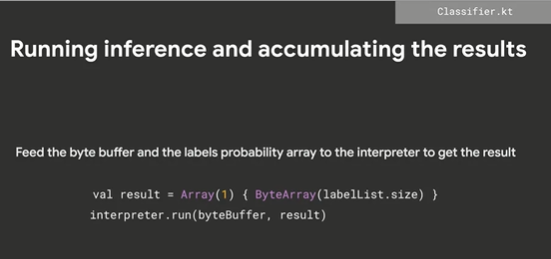 Classifier.kt
Running inference and accumulating the results
Feed the byte buffer and the labels probability array to the interpreter to get the result
val result = Array(1) { ByteArray(labelList.size) }
interpreter.run(byteBuffer, result)